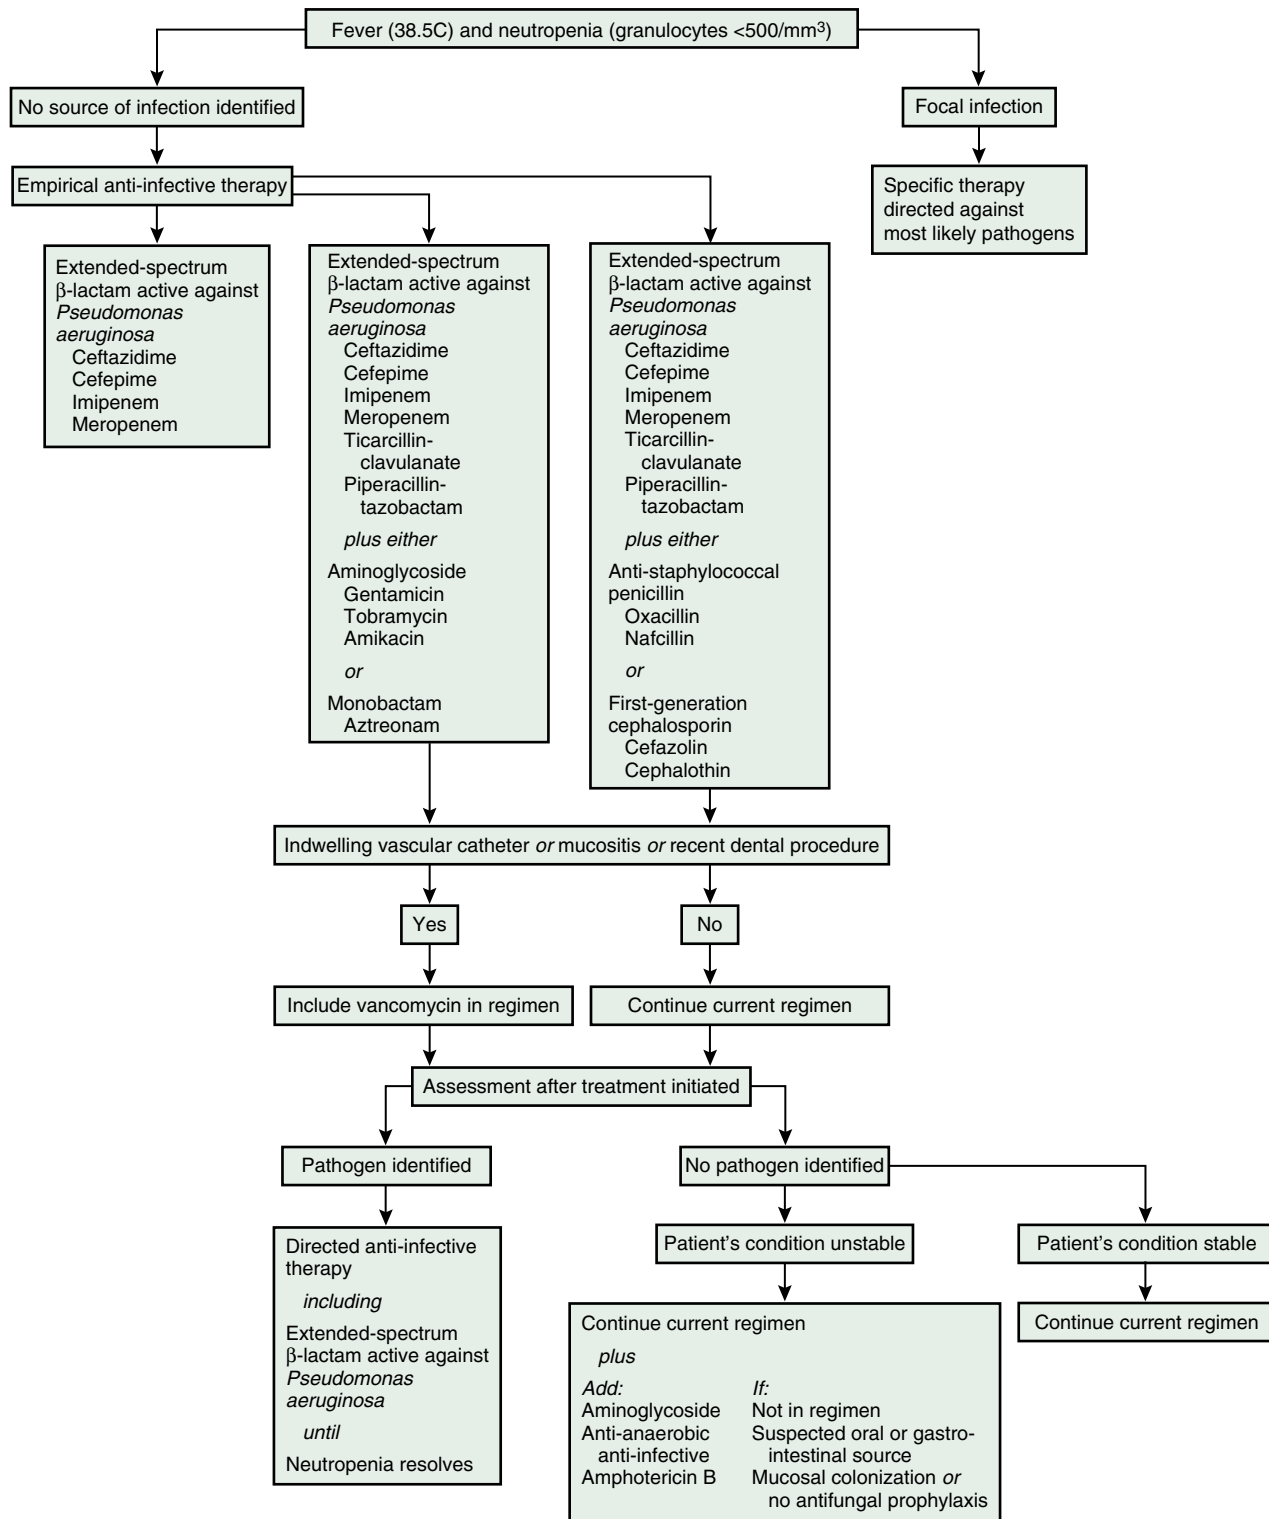 Fever (38.5C) and neutropenia (granulocytes <500/mm³)
No source of infection identified
Focal infection
Empirical anti-infective therapy
Specific therapy
directed against
most likely pathogens
Extended-spectrum
β-lactam active against
Pseudomonas
aeruginosa
Ceftazidime
Cefepime
Imipenem
Meropenem
Extended-spectrum
β-lactam active against
Pseudomonas
aeruginosa
Ceftazidime
Cefepime
Imipenem
Meropenem
Ticarcillin-
clavulanate
Piperacillin-
tazobactam
plus either
Aminoglycoside
Gentamicin
Tobramycin
Amikacin
or
Monobactam
Aztreonam
Extended-spectrum
β-lactam active against
Pseudomonas
aeruginosa
Ceftazidime
Cefepime
Imipenem
Meropenem
Ticarcillin-
clavulanate
Piperacillin-
tazobactam
plus either
Anti-staphylococcal
penicillin
Oxacillin
Nafcillin
or
First-generation
cephalosporin
Cefazolin
Cephalothin
Indwelling vascular catheter or mucositis or recent dental procedure
Yes
No
Include vancomycin in regimen
Continue current regimen
Assessment after treatment initiated
Pathogen identified
No pathogen identified
Directed anti-infective
therapy
including
Extended-spectrum
β-lactam active against
Pseudomonas
aeruginosa
until
Neutropenia resolves
Patient's condition unstable
Patient's condition stable
Continue current regimen
plus
Add: If:
Aminoglycoside Not in regimen
Anti-anaerobic Suspected oral or gastro-
anti-infective intestinal source
Amphotericin B Mucosal colonization or
no antifungal prophylaxis
Continue current regimen